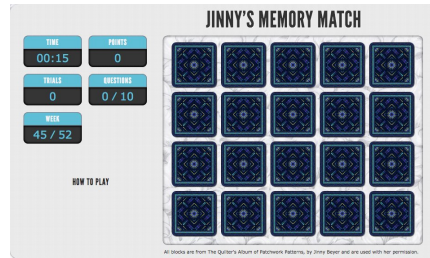 JINNY'S MEMORY MATCH
TIME
00:15
POINTS
0
TRIALS
0
QUESTIONS
0 / 10
WEEK
45 / 52
HOW TO PLAY
All blocks are from The Quilter's Album of Patchwork Patterns, by Jinny Beyer and are used with her permission.